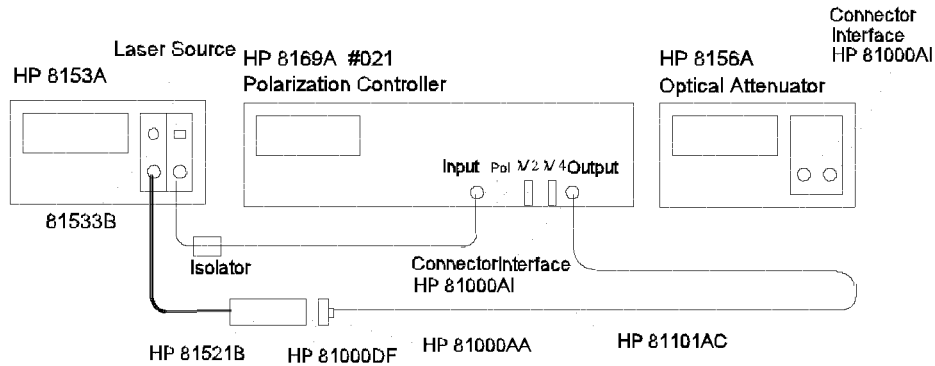 Connector
Interface
HP 81000AI
Laser Source
HP 8153A
HP 8169A #021
Polarization Controller
HP 8156A
Optical Attenuator
Input Pol λ/2 λ/4 Output
81533B
Isolator
ConnectorInterface
HP 81000AI
HP 81521B
HP 81000DF
HP 81000AA
HP 81101AC